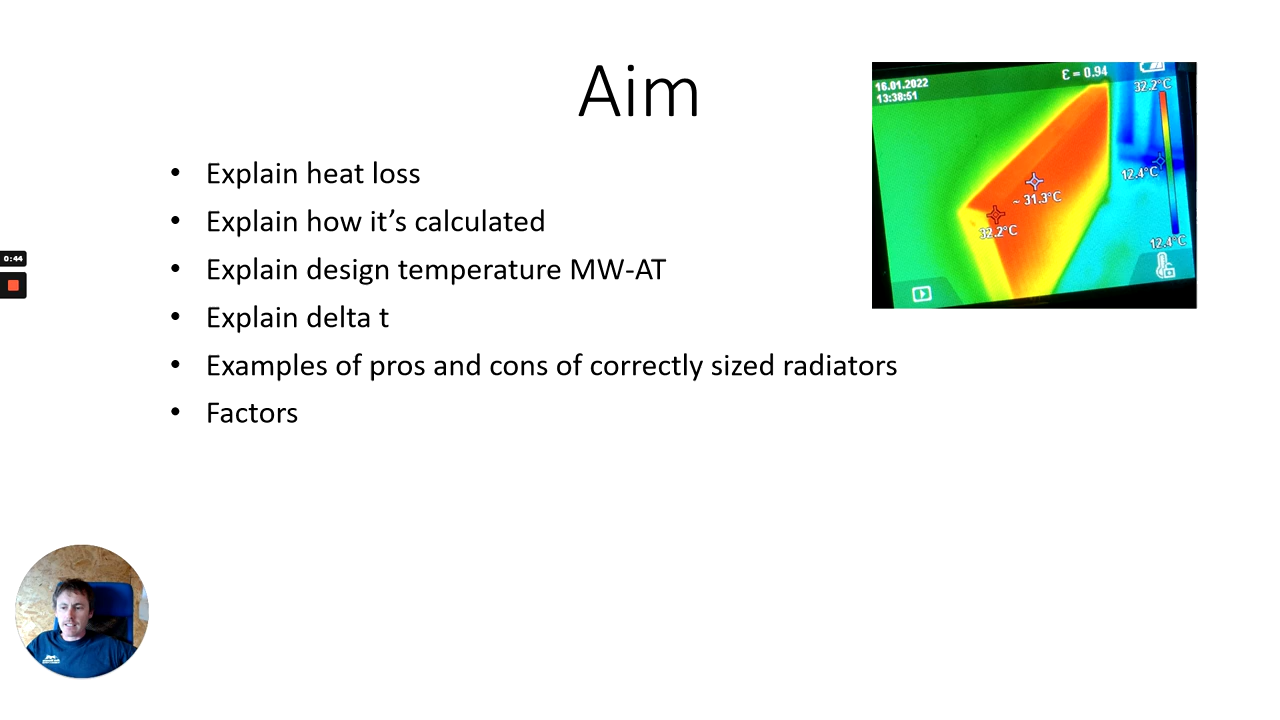 Aim
16.01.2022
13:38:51
Ɛ = 0.94
32.2°C
12.4°C
~ 31.3°C
32.2°C
12.4°C
• Explain heat loss
• Explain how it’s calculated
• Explain design temperature MW-AT
• Explain delta t
• Examples of pros and cons of correctly sized radiators
• Factors
0:44